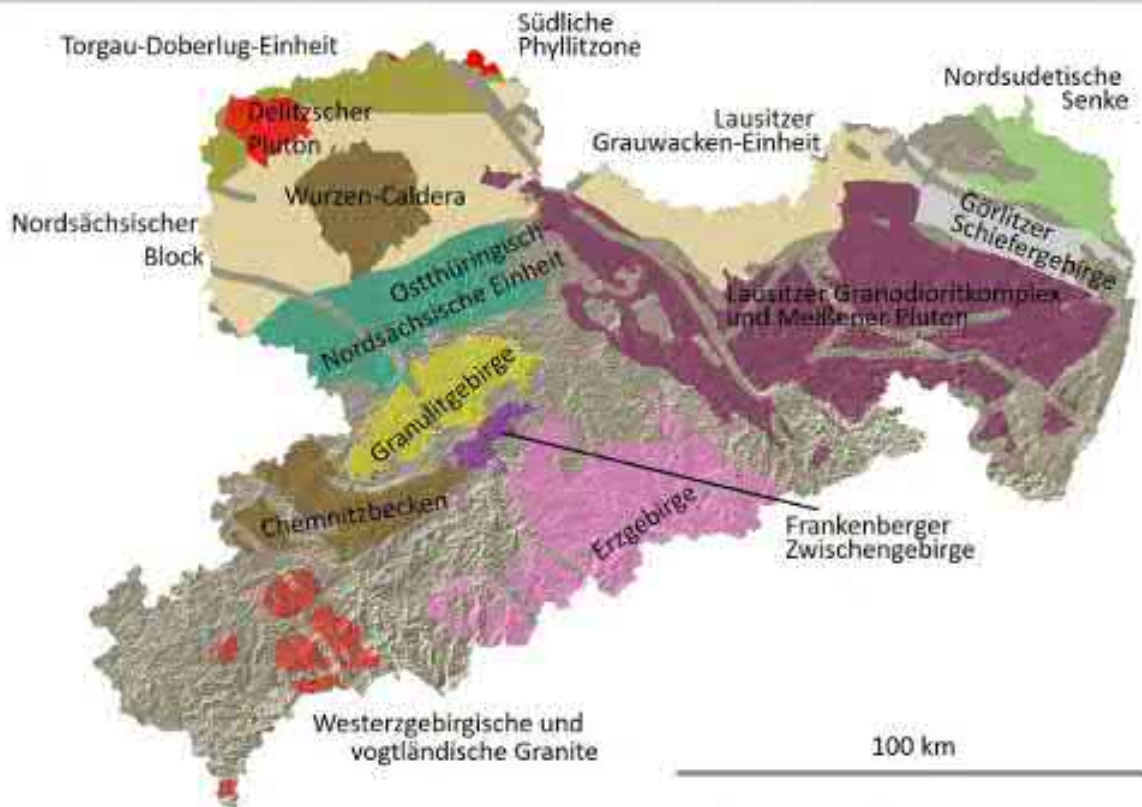 Torgau-Doberlug-Einheit
Südliche
Phyllitzone
Nordsudetische
Senke
Delitzscher
Pluton
Lausitzer
Grauwacken-Einheit
Wurzen-Caldera
Nordsächsischer
Block
Görlitzer
Schiefergebirge
Ostthüringisch-
Nordsächsische Einheit
Lausitzer Granodioritkomplex
und Meißener Pluton
Granulitgebirge
Chemnitzbecken
Erzgebirge
Frankenberger
Zwischengebirge
Westerzgebirgische und
vogtländische Granite
100 km